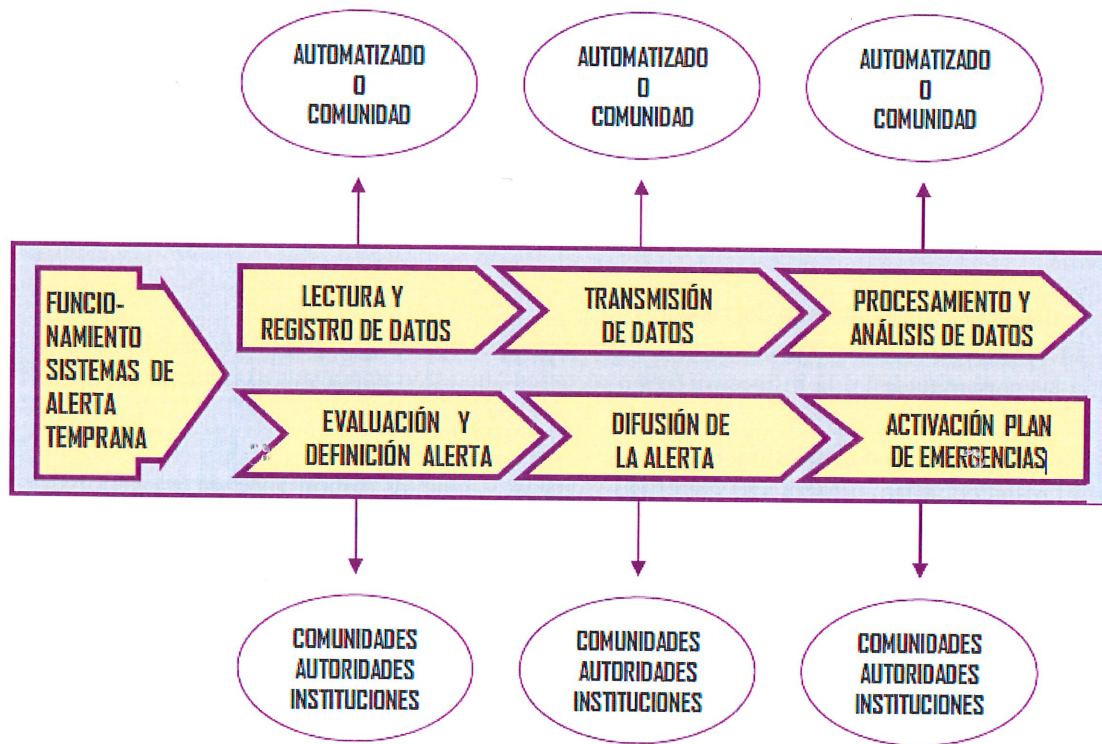 AUTOMATIZADO
O
COMUNIDAD
AUTOMATIZADO
O
COMUNIDAD
AUTOMATIZADO
O
COMUNIDAD
FUNCIO-
NAMIENTO
SISTEMAS DE
ALERTA
TEMPRANA
LECTURA Y
REGISTRO DE DATOS
TRANSMISIÓN
DE DATOS
PROCESAMIENTO Y
ANÁLISIS DE DATOS
EVALUACIÓN Y
DEFINICIÓN ALERTA
DIFUSIÓN DE
LA ALERTA
ACTIVACIÓN PLAN
DE EMERGENCIAS
COMUNIDADES
AUTORIDADES
INSTITUCIONES
COMUNIDADES
AUTORIDADES
INSTITUCIONES
COMUNIDADES
AUTORIDADES
INSTITUCIONES